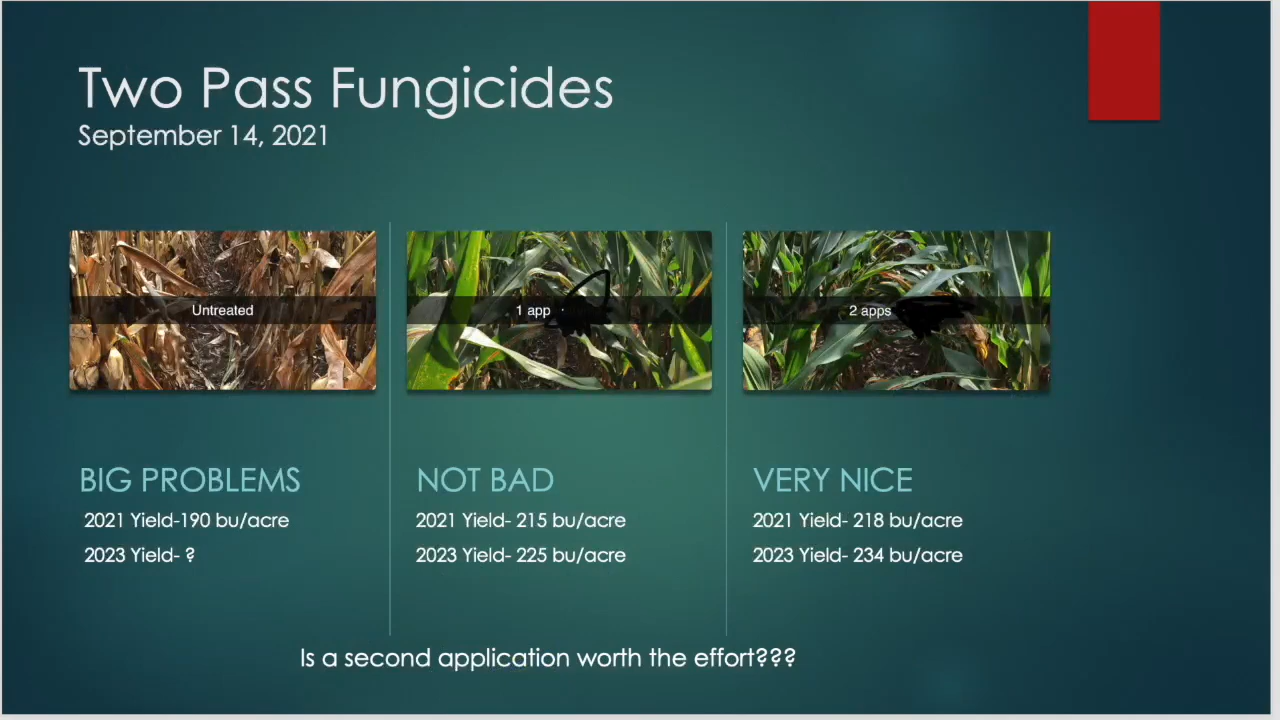 Two Pass Fungicides
September 14, 2021
Untreated
1 app
2 apps
BIG PROBLEMS
2021 Yield-190 bu/acre
2023 Yield- ?
NOT BAD
2021 Yield- 215 bu/acre
2023 Yield- 225 bu/acre
VERY NICE
2021 Yield- 218 bu/acre
2023 Yield- 234 bu/acre
Is a second application worth the effort???